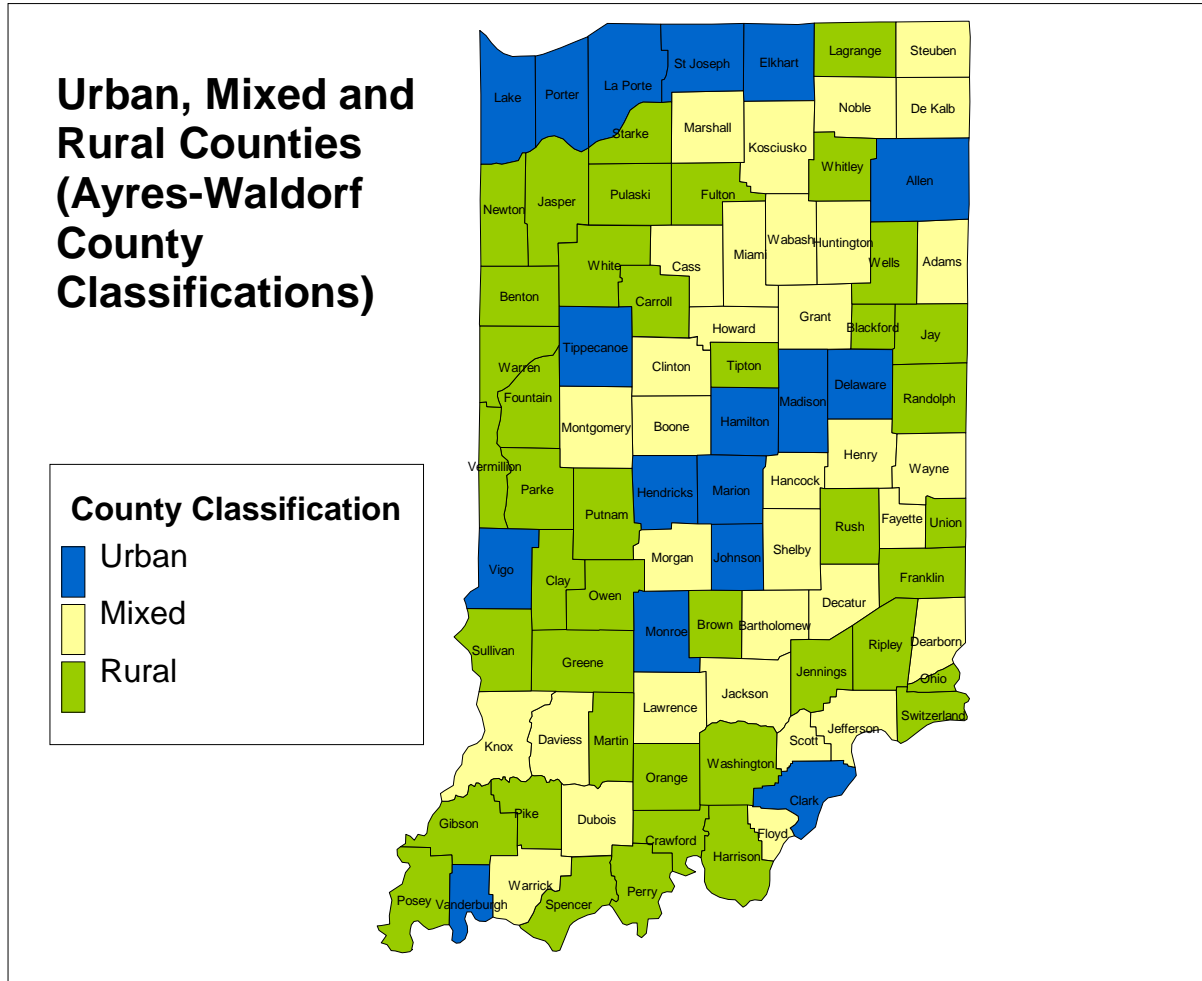 Urban, Mixed and
Rural Counties
(Ayres-Waldorf
County
Classifications)
County Classification
Urban
Mixed
Rural
Lagrange
Steuben
St Joseph
Elkhart
La Porte
Lake
Porter
Noble
De Kalb
Marshall
Starke
Kosciusko
Whitley
Allen
Pulaski
Fulton
Jasper
Newton
Wabash
Huntington
Miami
White
Cass
Wells
Adams
Benton
Carroll
Grant
Howard
Blackford
Jay
Tippecanoe
Clinton
Tipton
Warren
Delaware
Fountain
Madison
Randolph
Hamilton
Montgomery
Boone
Henry
Vermillion
Wayne
Hancock
Parke
Hendricks
Marion
Putnam
Fayette
Union
Rush
Morgan
Johnson
Shelby
Vigo
Clay
Franklin
Owen
Decatur
Brown
Bartholomew
Monroe
Dearborn
Ripley
Sullivan
Greene
Jennings
Ohio
Jackson
Lawrence
Switzerland
Jefferson
Knox
Daviess
Martin
Scott
Washington
Orange
Clark
Pike
Dubois
Gibson
Floyd
Crawford
Harrison
Warrick
Perry
Posey
Vanderburgh
Spencer